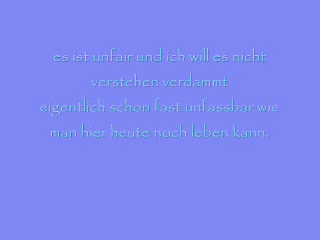 es ist unfair und ich will es nicht
verstehen verdammt
eigentlich schon fast unfassbar wie
man hier heute noch leben kann.